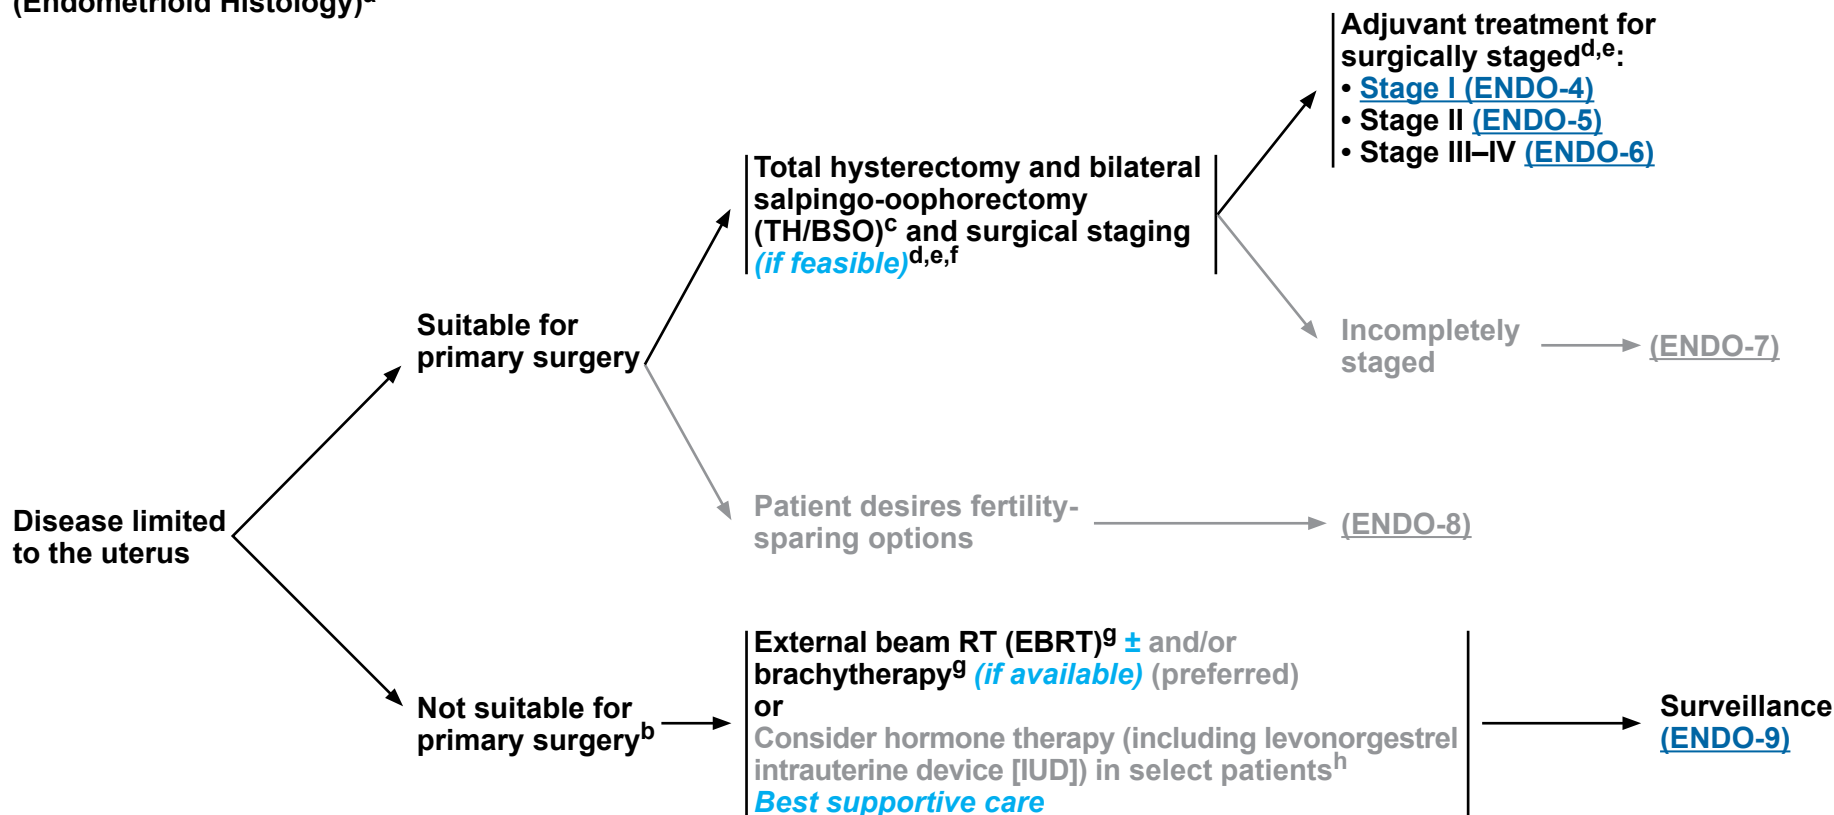 (Endometrioid Histology)a
Adjuvant treatment for
surgically stagedd,e:
• Stage I (ENDO-4)
• Stage II (ENDO-5)
• Stage III–IV (ENDO-6)
Total hysterectomy and bilateral
salpingo-oophorectomy
(TH/BSO)c and surgical staging
(if feasible)d,e,f
Suitable for
primary surgery
Incompletely
staged
(ENDO-7)
Patient desires fertility-
sparing options
(ENDO-8)
Disease limited
to the uterus
Not suitable for
primary surgeryb
External beam RT (EBRT)g ± and/or
brachytherapyg (if available) (preferred)
or
Consider hormone therapy (including levonorgestrel
intrauterine device [IUD]) in select patientsh
Best supportive care
Surveillance
(ENDO-9)